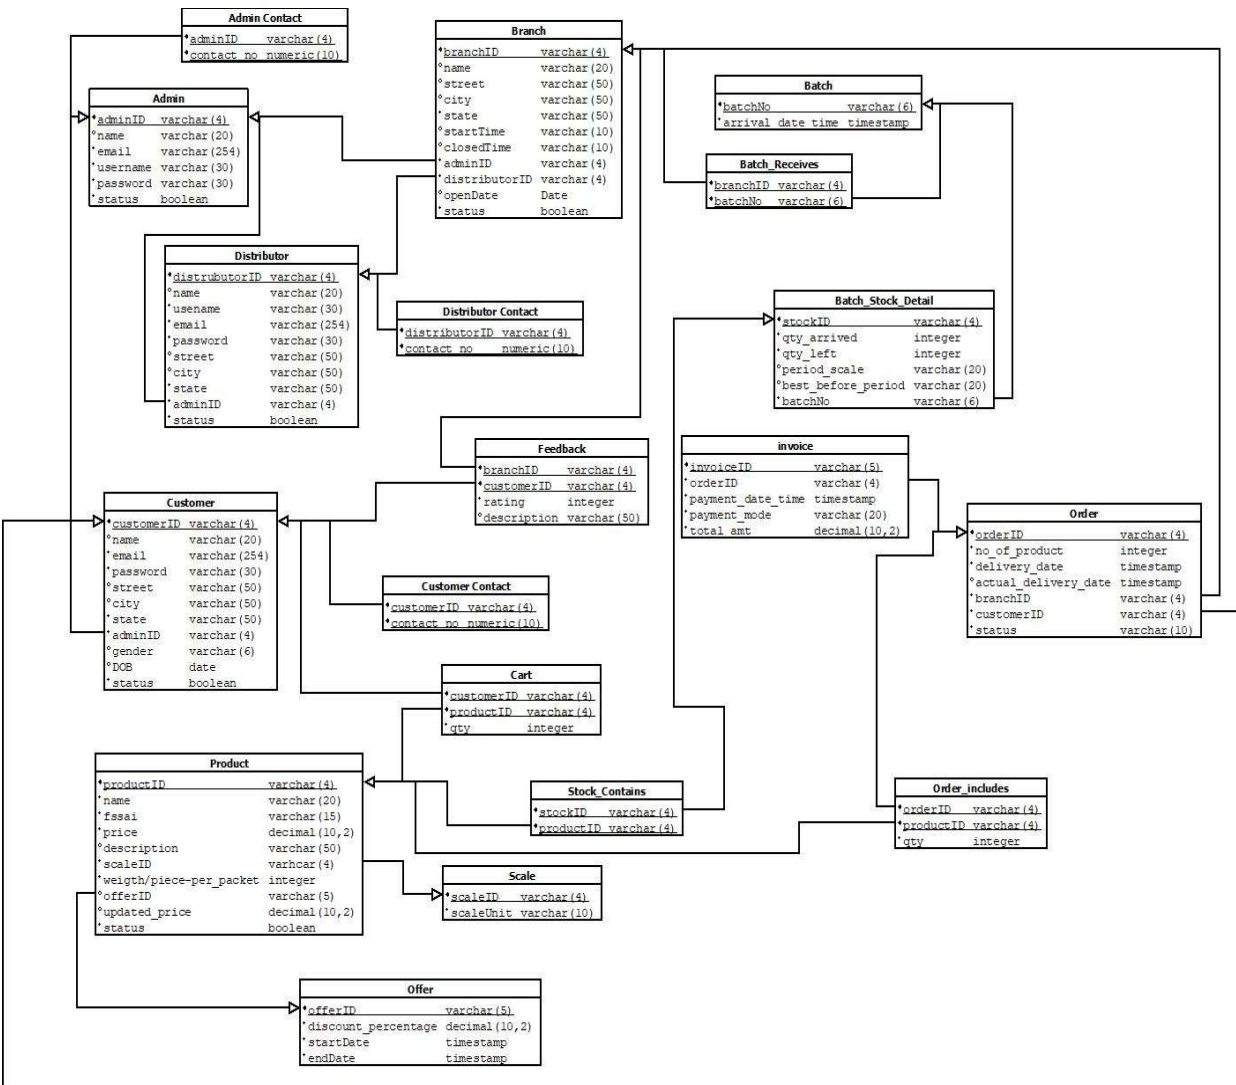 Admin Contact
adminID varchar(4)
contact_no numeric(10)
Branch
branchID varchar(4)
name varchar(20)
street varchar(50)
city varchar(50)
state varchar(50)
startTime varchar(10)
closedTime varchar(10)
adminID varchar(4)
distributorID varchar(4)
openDate Date
status boolean
Batch
batchNo varchar(6)
arrival_date_time timestamp
Admin
adminID varchar(4)
name varchar(20)
email varchar(254)
username varchar(30)
password varchar(30)
status boolean
Batch_Receives
branchID varchar(4)
batchNo varchar(6)
Distributor
distrubutorID varchar(4)
name varchar(20)
usename varchar(30)
email varchar(254)
password varchar(30)
street varchar(50)
city varchar(50)
state varchar(50)
adminID varchar(4)
status boolean
Distributor Contact
distributorID varchar(4)
contact_no numeric(10)
Batch_Stock_Detail
stockID varchar(4)
qty_arrived integer
qty_left integer
period_scale varchar(20)
best_before_period varchar(20)
batchNo varchar(6)
Feedback
branchID varchar(4)
customerID varchar(4)
rating integer
description varchar(50)
invoice
invoiceID varchar(5)
orderID varchar(4)
payment_date_time timestamp
payment_mode varchar(20)
total_amt decimal(10,2)
Customer
customerID varchar(4)
name varchar(20)
email varchar(254)
password varchar(30)
street varchar(50)
city varchar(50)
state varchar(50)
adminID varchar(4)
gender varchar(6)
DOB date
status boolean
Order
orderID varchar(4)
no_of_product integer
delivery_date timestamp
actual_delivery_date timestamp
branchID varchar(4)
customerID varchar(4)
status varchar(10)
Customer Contact
customerID varchar(4)
contact_no numeric(10)
Cart
customerID varchar(4)
productID varchar(4)
qty integer
Product
productID varchar(4)
name varchar(20)
fssai varchar(15)
price decimal(10,2)
description varchar(50)
scaleID varhcar(4)
weigth/piece-per_packet integer
offerID varchar(5)
updated_price decimal(10,2)
status boolean
Stock_Contains
stockID varchar(4)
productID varchar(4)
Order_includes
orderID varchar(4)
productID varchar(4)
qty integer
Scale
scaleID varchar(4)
scaleUnit varchar(10)
Offer
offerID varchar(5)
discount_percentage decimal(10,2)
startDate timestamp
endDate timestamp